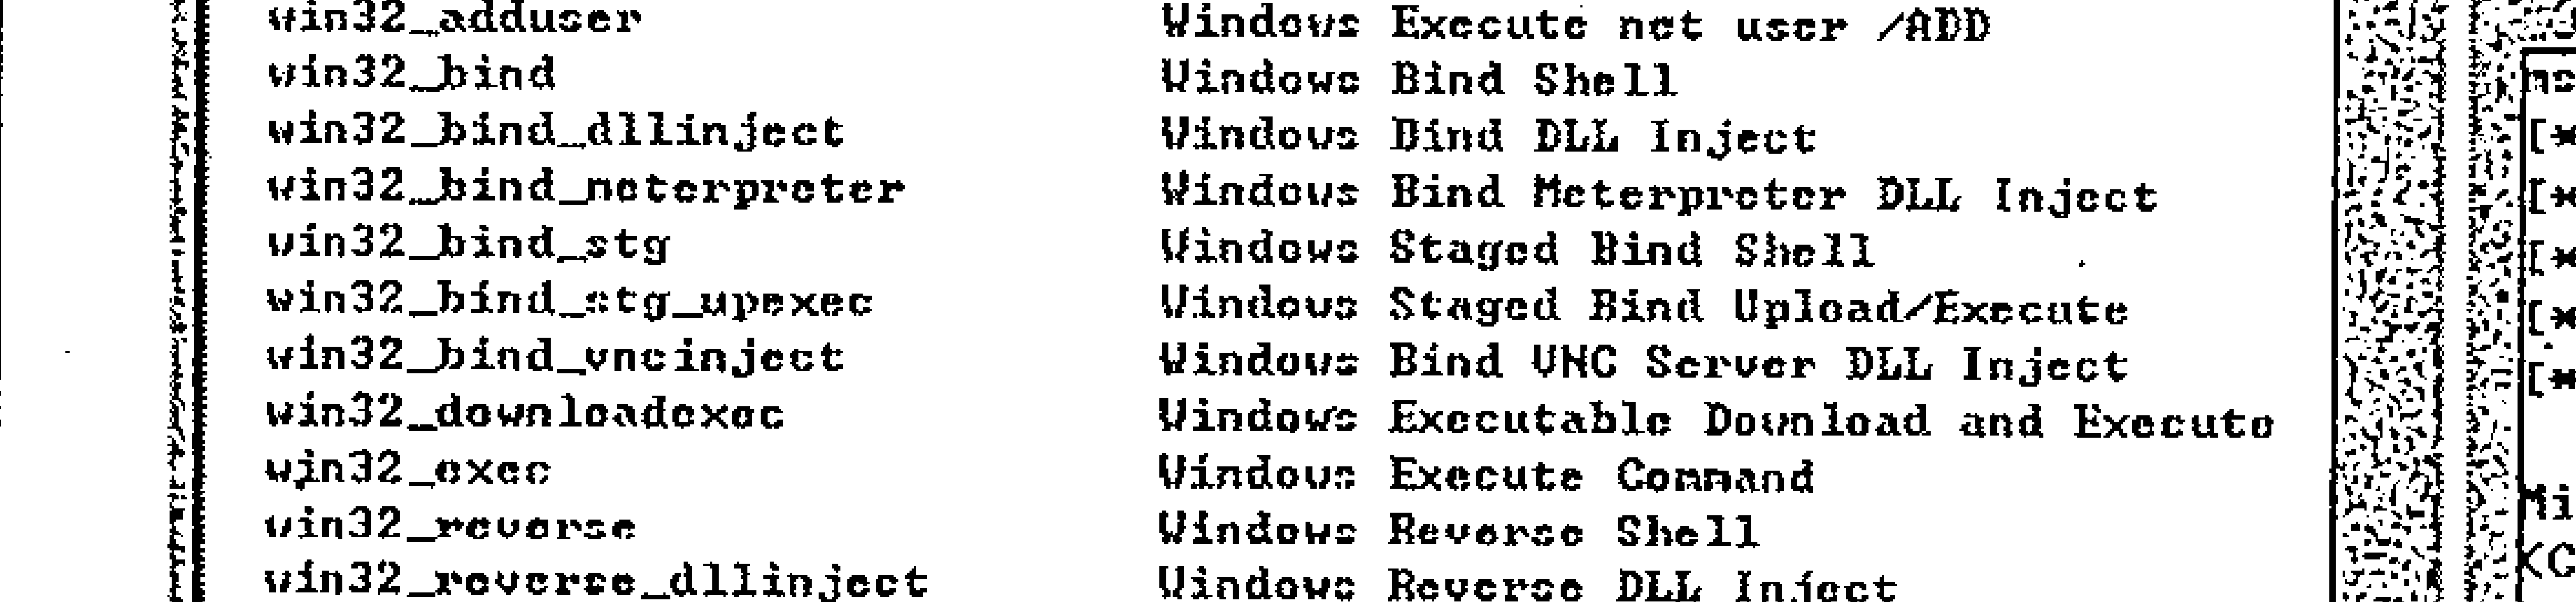 win32_adduser Windows Execute net user /ADD
win32_bind Windows Bind Shell
win32_bind_dllinject Windows Bind DLL Inject
win32_bind_meterpreter Windows Bind Meterpreter DLL Inject
win32_bind_stg Windows Staged Bind Shell
win32_bind_stg_upexec Windows Staged Bind Upload/Execute
win32_bind_vncinject Windows Bind VNC Server DLL Inject
win32_downloadexec Windows Executable Download and Execute
win32_exec Windows Execute Command
win32_reverse Windows Reverse Shell
win32_reverse_dllinject Windows Reverse DLL Inject
ms
[*
[*
[*
[*
[*
Mi
(C